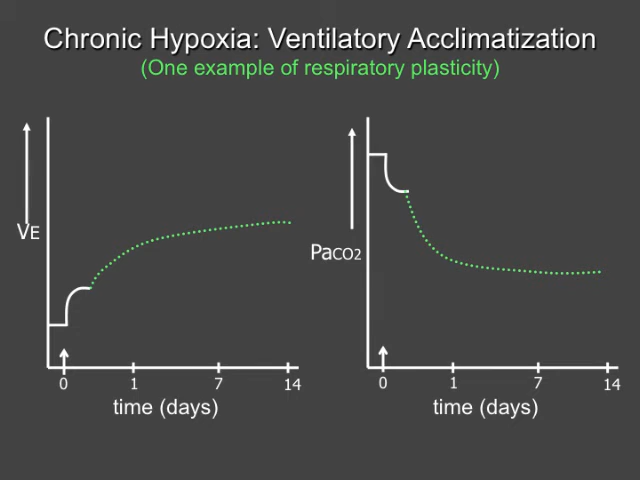 Chronic Hypoxia: Ventilatory Acclimatization
(One example of respiratory plasticity)
VE
0 1 7 14
time (days)
PaCO2
0 1 7 14
time (days)